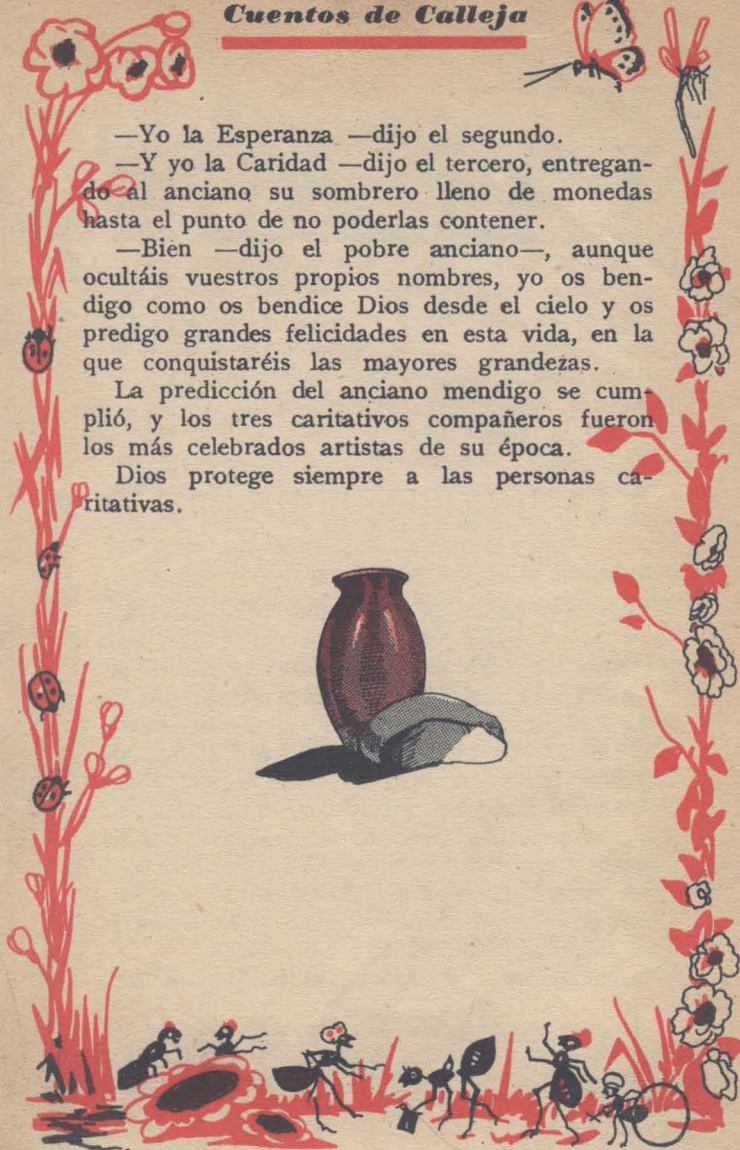 Cuentos de Calleja
—Yo la Esperanza —dijo el segundo.
—Y yo la Caridad —dijo el tercero, entregan-
do al anciano su sombrero lleno de monedas
hasta el punto de no poderlas contener.
—Bien —dijo el pobre anciano—, aunque
ocultáis vuestros propios nombres, yo os ben-
digo como os bendice Dios desde el cielo y os
predigo grandes felicidades en esta vida, en la
que conquistaréis las mayores grandezas.
La predicción del anciano mendigo se cum-
plió, y los tres caritativos compañeros fueron
los más celebrados artistas de su época.
Dios protege siempre a las personas ca-
ritativas.